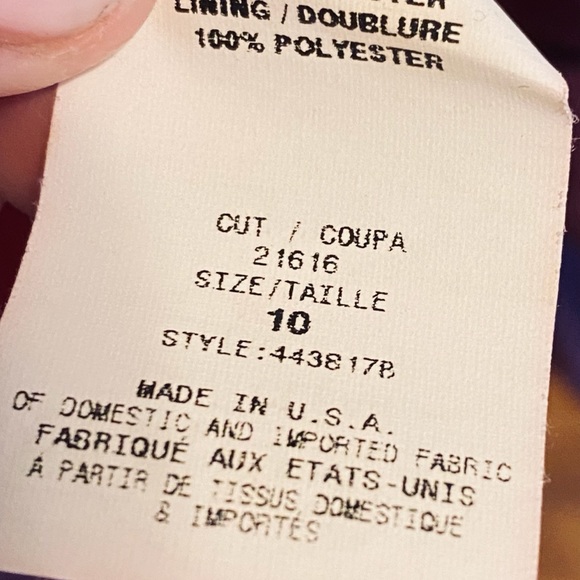 LINING / DOUBLURE
100% POLYESTER
CUT / COUPA
21616
SIZE/TAILLE
10
STYLE:4438178
MADE IN U.S.A.
OF DOMESTIC AND IMPORTED FABRIC
FABRIQUÉ AUX ETATS-UNIS
À PARTIR DE TISSUS DOMESTIQUE
& IMPORTÉS